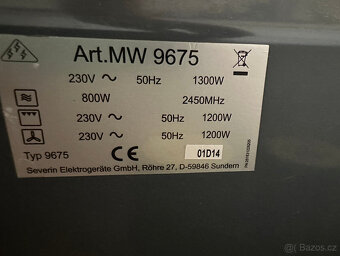 Art.MW 9675
230V ~ 50Hz 1300W
800W 2450MHz
230V ~ 50Hz 1200W
230V ~ 50Hz 1200W
Typ 9675 CE 01D14
Severin Elektrogeräte GmbH, Röhre 27, D-59846 Sundern
Sbazos.cz